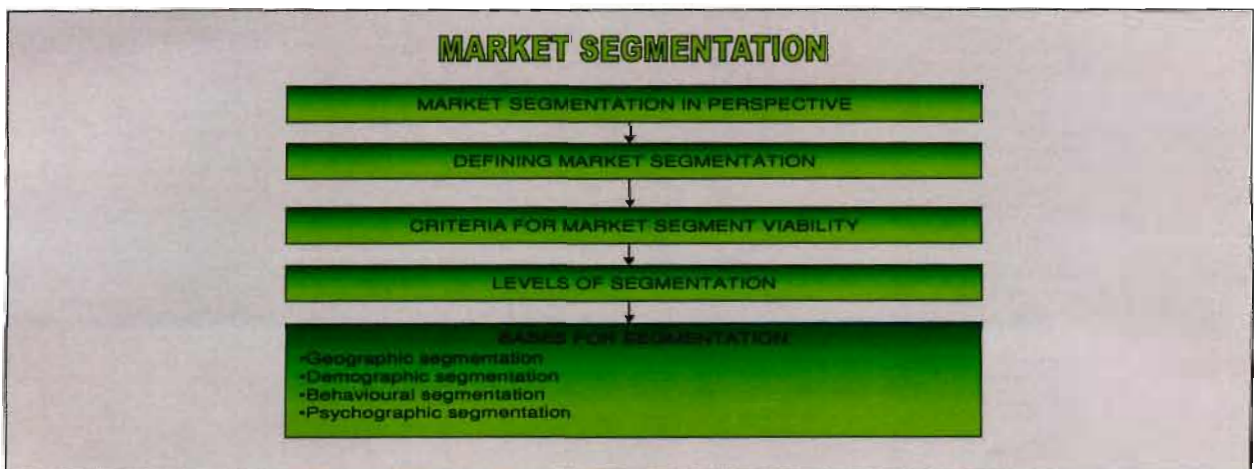 MARKET SEGMENTATION
MARKET SEGMENTATION IN PERSPECTIVE
DEFINING MARKET SEGMENTATION
CRITERIA FOR MARKET SEGMENT VIABILITY
LEVELS OF SEGMENTATION
BASES FOR SEGMENTATION
•Geographic segmentation
•Demographic segmentation
•Behavioural segmentation
•Psychographic segmentation